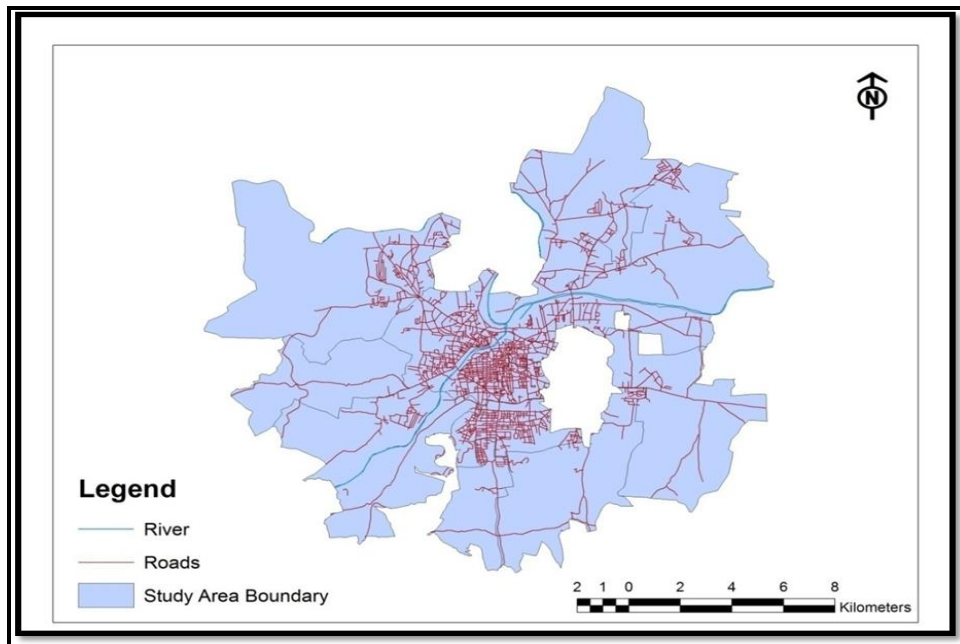 N
Legend
River
Roads
Study Area Boundary
2 1 0 2 4 6 8
Kilometers